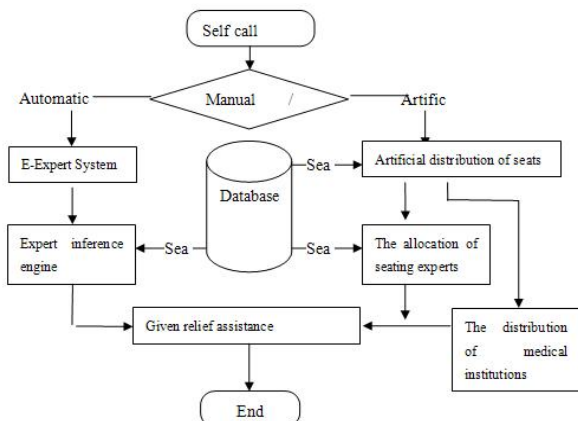 Self call
Automatic
Manual /
Artific
E-Expert System
Sea
Artificial distribution of seats
Database
Expert inference
engine
Sea
Sea
The allocation of
seating experts
Given relief assistance
The distribution
of medical
institutions
End